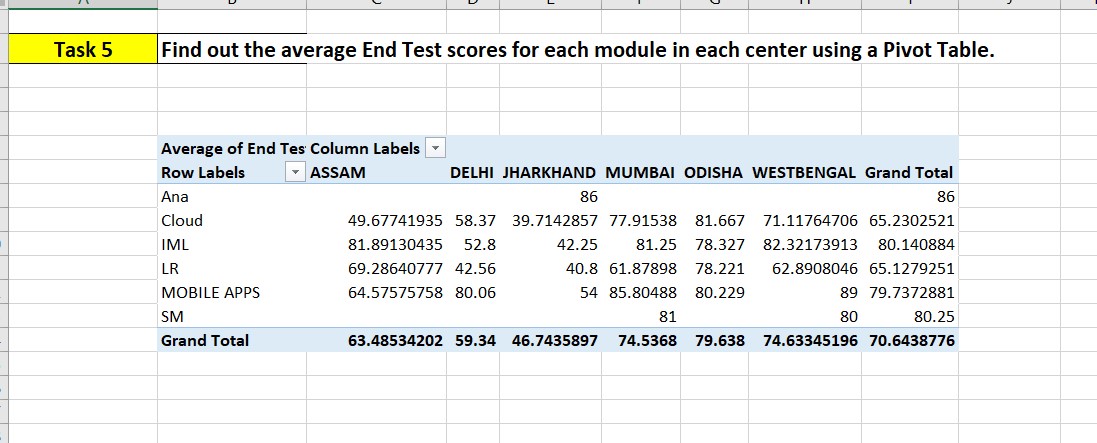 Task 5 Find out the average End Test scores for each module in each center using a Pivot Table.
Average of End Tes Column Labels
Row Labels ASSAM DELHI JHARKHAND MUMBAI ODISHA WESTBENGAL Grand Total
Ana 86 86
Cloud 49.67741935 58.37 39.7142857 77.91538 81.667 71.11764706 65.2302521
IML 81.89130435 52.8 42.25 81.25 78.327 82.32173913 80.140884
LR 69.28640777 42.56 40.8 61.87898 78.221 62.8908046 65.1279251
MOBILE APPS 64.57575758 80.06 54 85.80488 80.229 89 79.7372881
SM 81 80 80.25
Grand Total 63.48534202 59.34 46.7435897 74.5368 79.638 74.63345196 70.6438776